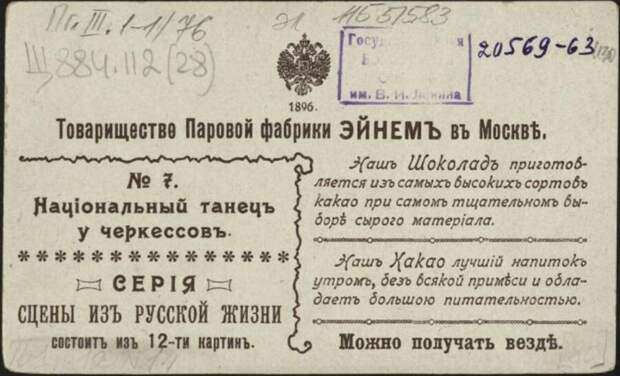 Пг. III. 1-1/76
Щ 884.112 (28)
20569-63
Госуд
им. В. И. Ленина
1896.
Товарищество Паровой фабрики ЭЙНЕМЪ въ Москвѣ.
№ 7.
Національный танецъ
у черкессовъ.
СЕРІЯ
СЦЕНЫ ИЗЪ РУССКОЙ ЖИЗНИ
состоитъ изъ 12-ти картинъ.
Нашъ Шоколадъ приготов-
ляется изъ самыхъ высокихъ сортовъ
какао при самомъ тщательномъ вы-
борѣ сырого матеріала.
Нашъ Какао лучшій напитокъ
утромъ, безъ всякой примѣси и обла-
даетъ большою питательностью.
Можно получать вездѣ.